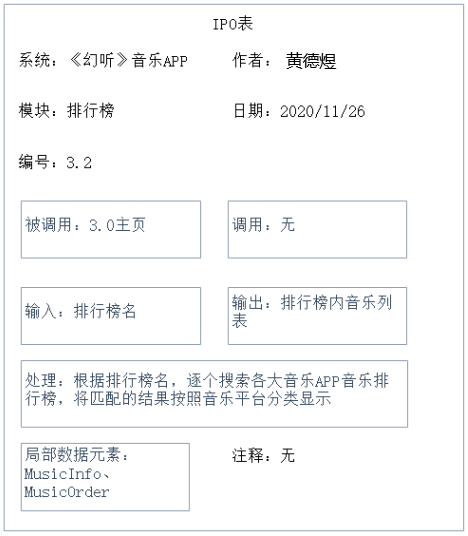 IPO表
系统：《幻听》音乐APP 作者：黄德煜
模块：排行榜 日期：2020/11/26
编号：3.2
被调用：3.0主页 调用：无
输入：排行榜名
输出：排行榜内音乐列
表
处理：根据排行榜名，逐个搜索各大音乐APP音乐排
行榜，将匹配的结果按照音乐平台分类显示
局部数据元素：
MusicInfo、
MusicOrder
注释：无